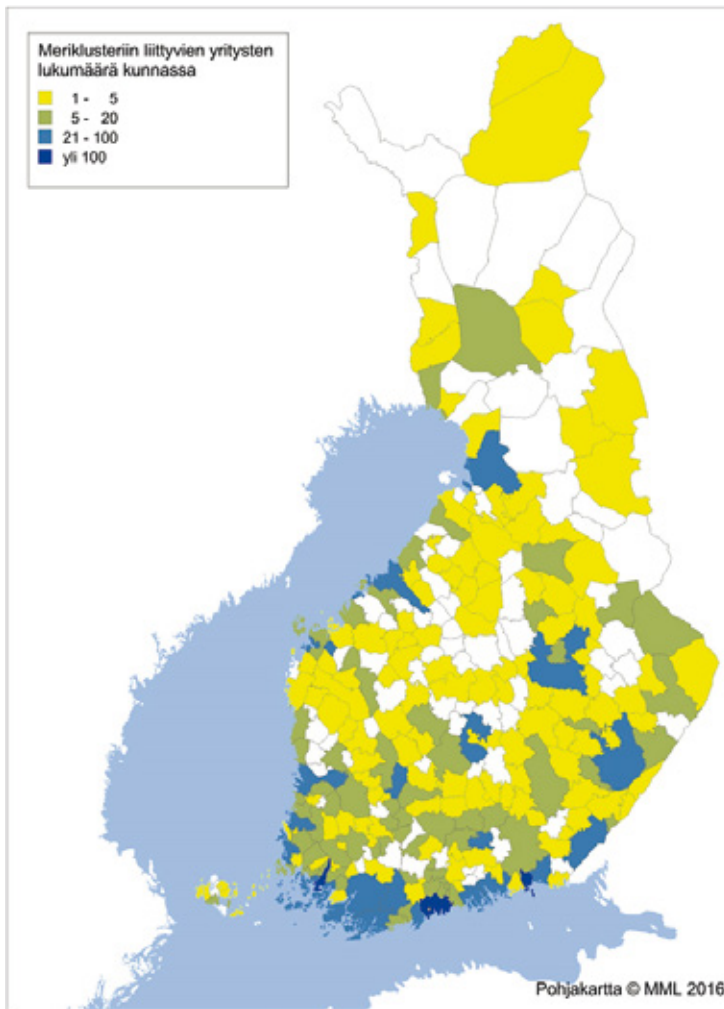 Meriklusteriin liittyvien yritysten
lukumäärä kunnassa
1 - 5
5 - 20
21 - 100
yli 100
Pohjakartta © MML 2016